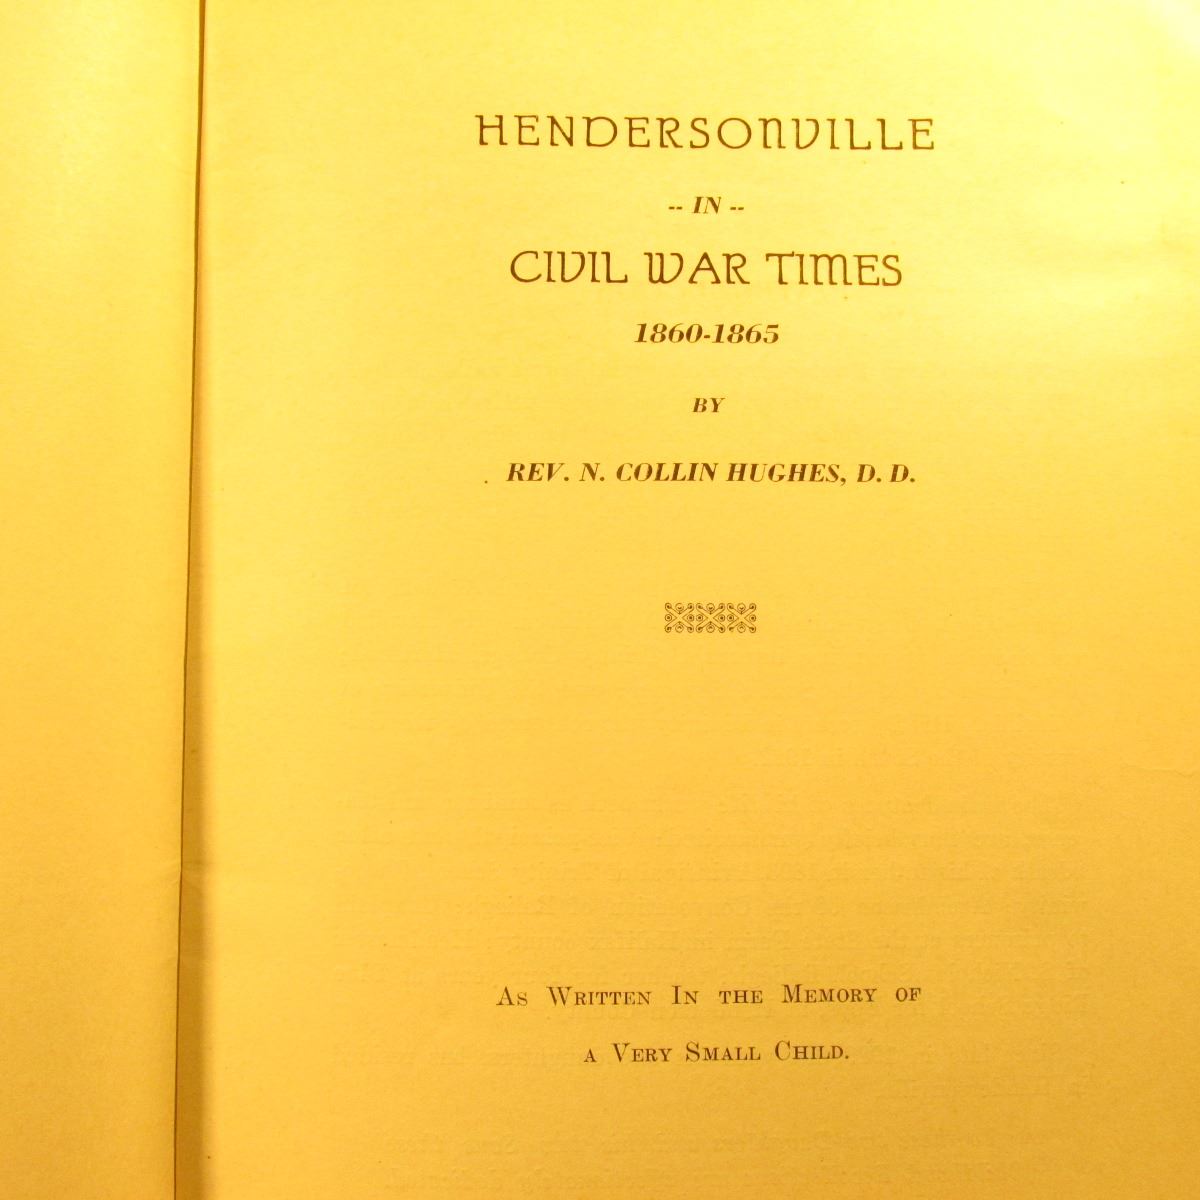 HENDERSONVILLE
-- IN --
CIVIL WAR TIMES
1860-1865
BY
REV. N. COLLIN HUGHES, D. D.
As Written In the Memory of
a Very Small Child.